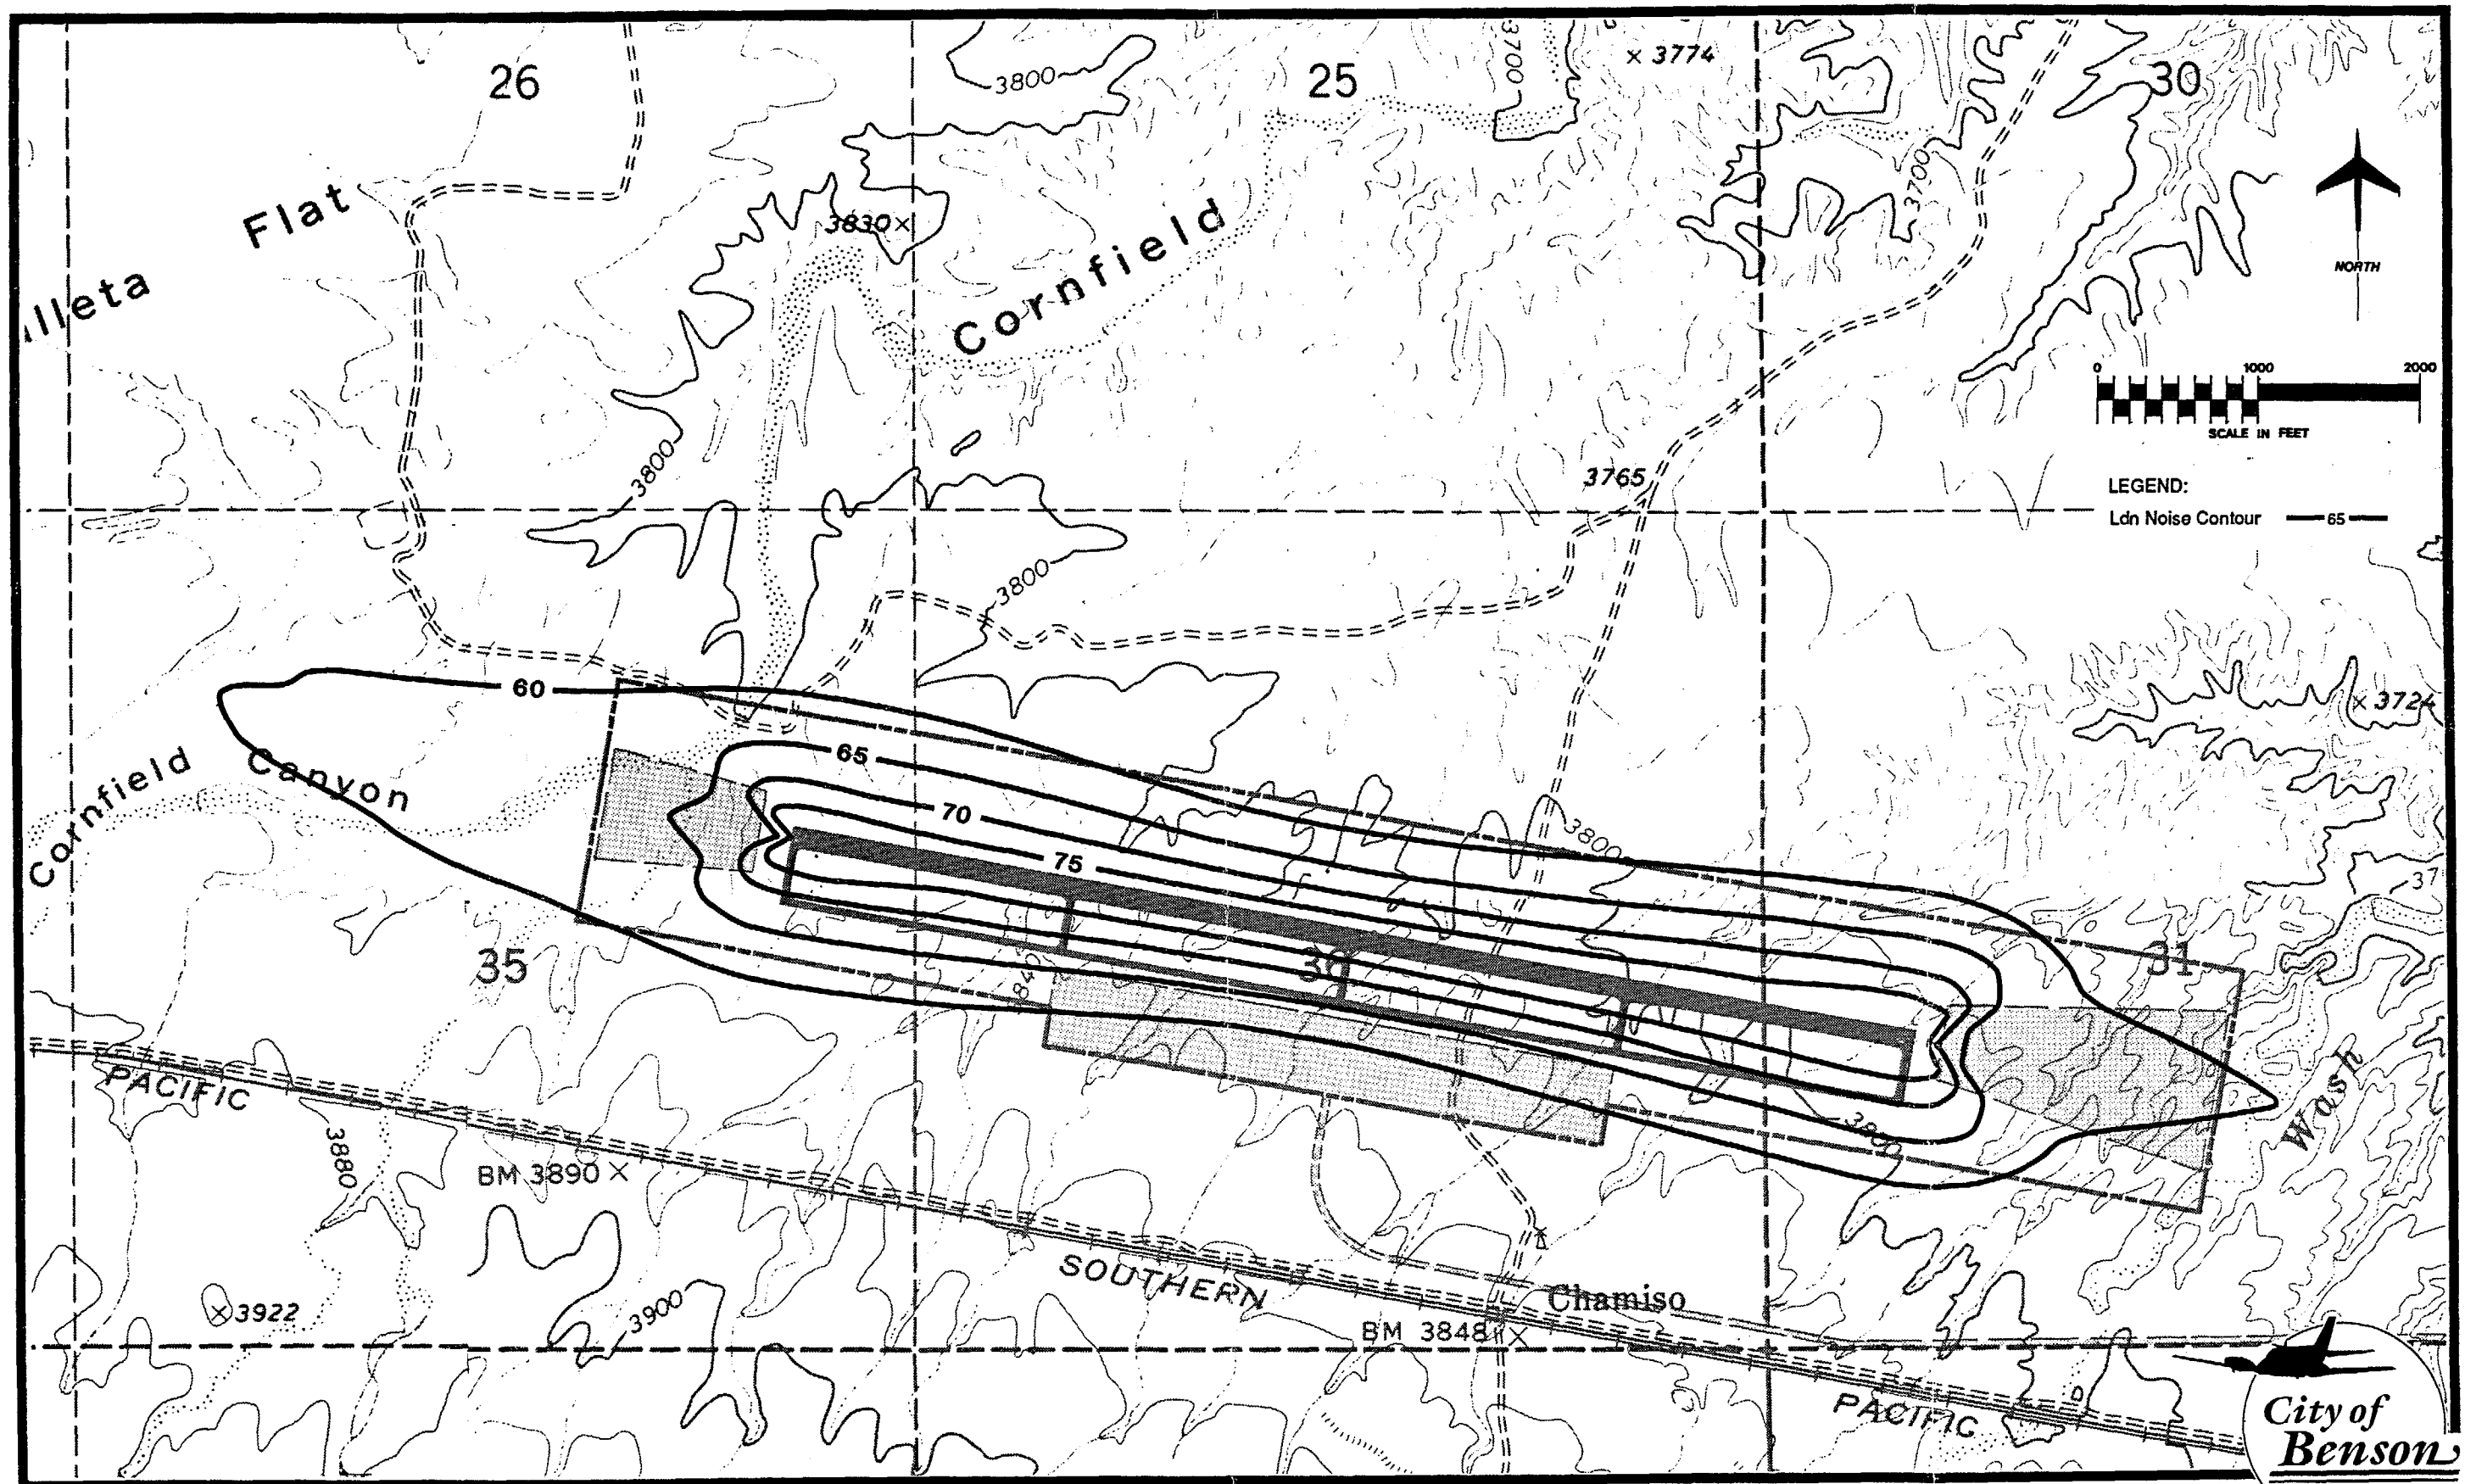 26
25
30
3800
3700
× 3774
3700
Flat
3830×
Cornfield
NORTH
0 1000 2000
SCALE IN FEET
3800
3765
LEGEND:
Ldn Noise Contour 65
3800
60
× 3724
65
Cornfield Canyon
70
75
3800
37
35
31
PACIFIC
3880
BM 3890 ×
3800
Wash
SOUTHERN
Chamiso
×3922
3900
BM 3848 ×
PACIFIC
City of
Benson